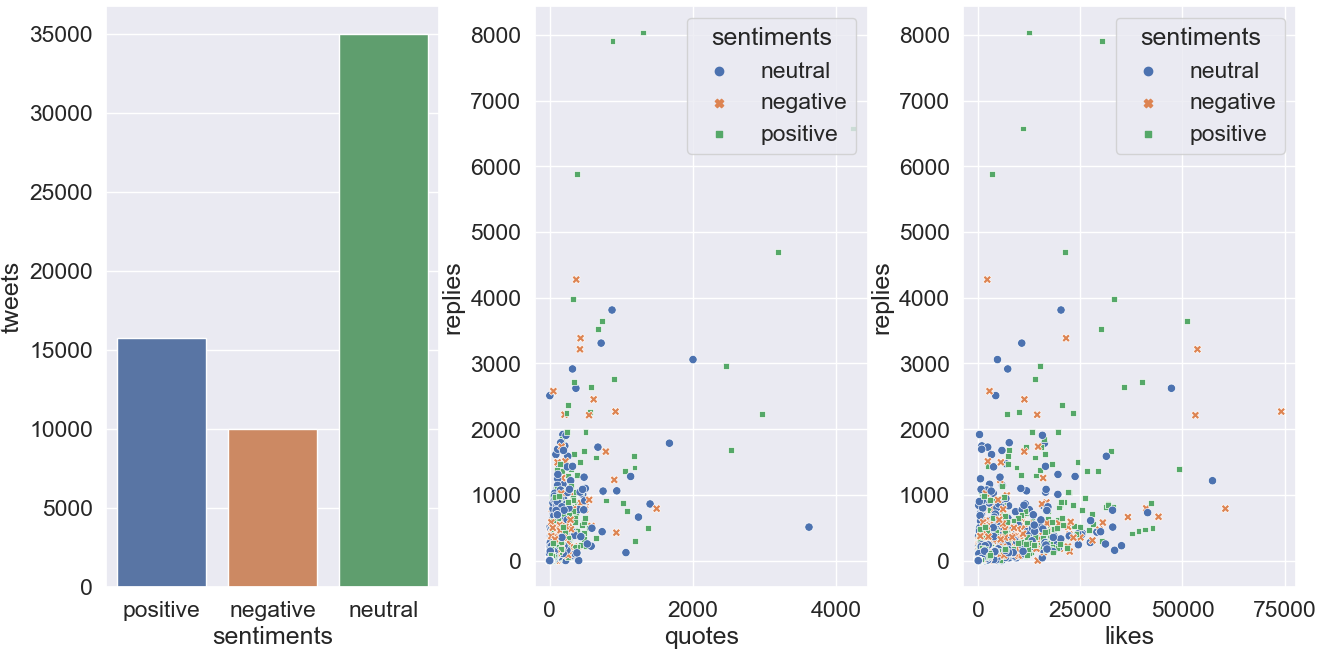 35000
30000
25000
20000
15000
10000
5000
0
tweets
positive negative neutral
sentiments
8000
7000
6000
5000
4000
3000
2000
1000
0
replies
0 2000 4000
quotes
sentiments
neutral
negative
positive
8000
7000
6000
5000
4000
3000
2000
1000
0
replies
0 25000 50000 75000
likes
sentiments
neutral
negative
positive